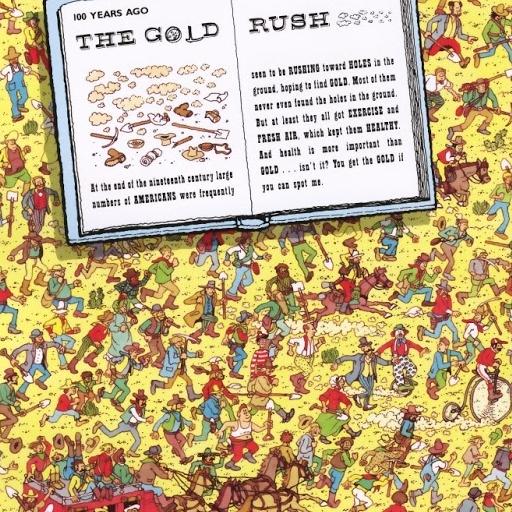 100 YEARS AGO
THE GOLD RUSH
At the end of the nineteenth century large
numbers of AMERICANS were frequently
seen to be RUSHING toward HOLES in the
ground, hoping to find GOLD. Most of them
never even found the holes in the ground.
But at least they all got EXERCISE and
FRESH AIR, which kept them HEALTHY.
And health is more important than
GOLD . . . isn't it? You get the GOLD if
you can spot me.